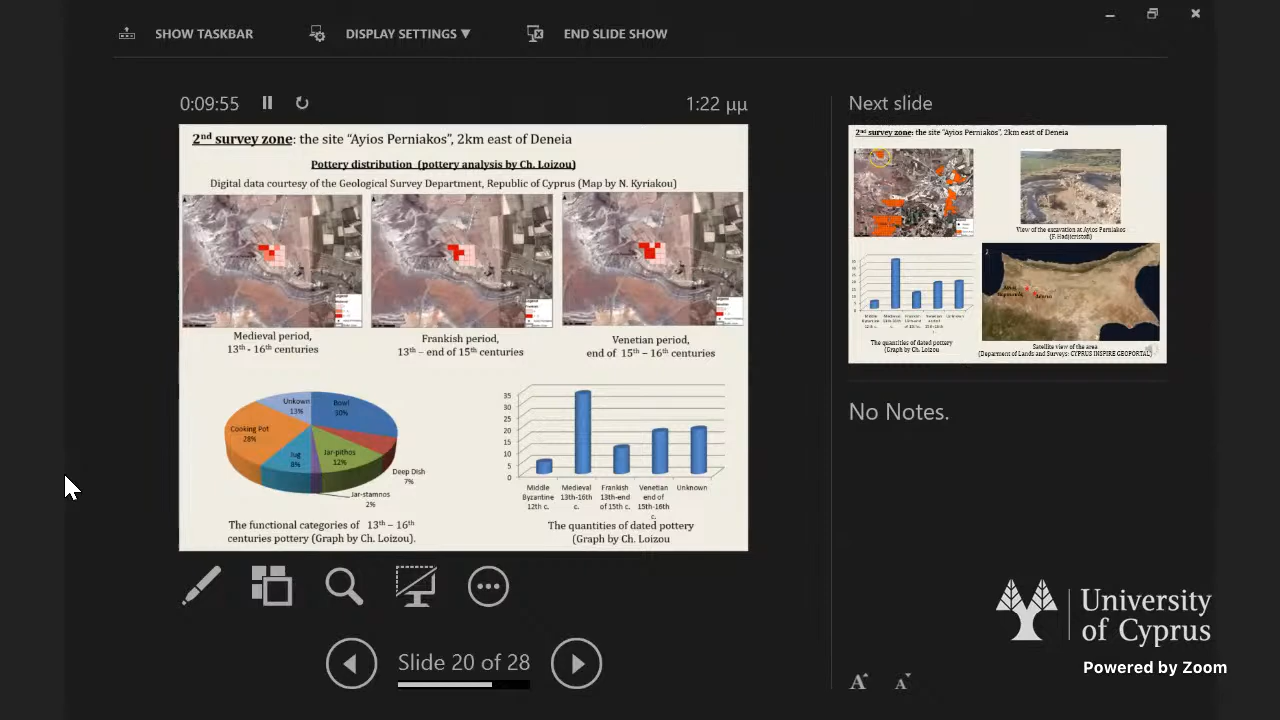 SHOW TASKBAR
DISPLAY SETTINGS ▼
END SLIDE SHOW
0:09:55
1:22 μμ
2nd survey zone: the site “Ayios Perniakos”, 2km east of Deneia
Pottery distribution (pottery analysis by Ch. Loizou)
Digital data courtesy of the Geological Survey Department, Republic of Cyprus (Map by N. Kyriakou)
Medieval period,
13th - 16th centuries
Frankish period,
13th – end of 15th centuries
Venetian period,
end of 15th – 16th centuries
Unkown
13%
Bowl
30%
Cooking Pot
28%
Jug
8%
Jar-pithos
12%
Deep Dish
7%
Jar-stamnos
2%
The functional categories of 13th – 16th
centuries pottery (Graph by Ch. Loizou).
35
30
25
20
15
10
5
0
Middle
Byzantine
12th c.
Medieval
13th-16th
c.
Frankish
13th-end
of 15th c.
Venetian
end of
15th-16th
c.
Unknown
The quantities of dated pottery
(Graph by Ch. Loizou
Slide 20 of 28
Next slide
2nd survey zone: the site “Ayios Perniakos”, 2km east of Deneia
View of the excavation at Ayios Perniakos
(F. Hadjicristofi)
The quantities of dated pottery
(Graph by Ch. Loizou
Satellite view of the area
(Deparment of Lands and Surveys: CYPRUS INSPIRE GEOPORTAL)
No Notes.
A A
University
of Cyprus
Powered by Zoom